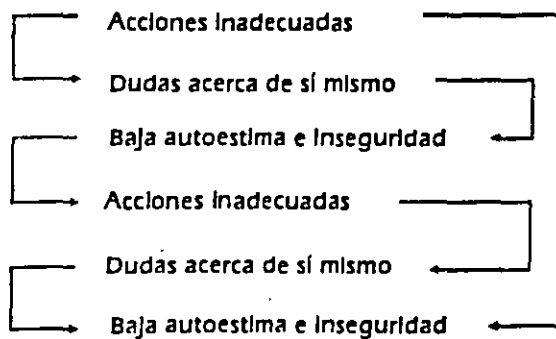 Acciones inadecuadas
Dudas acerca de sí mismo
Baja autoestima e inseguridad
Acciones inadecuadas
Dudas acerca de sí mismo
Baja autoestima e inseguridad